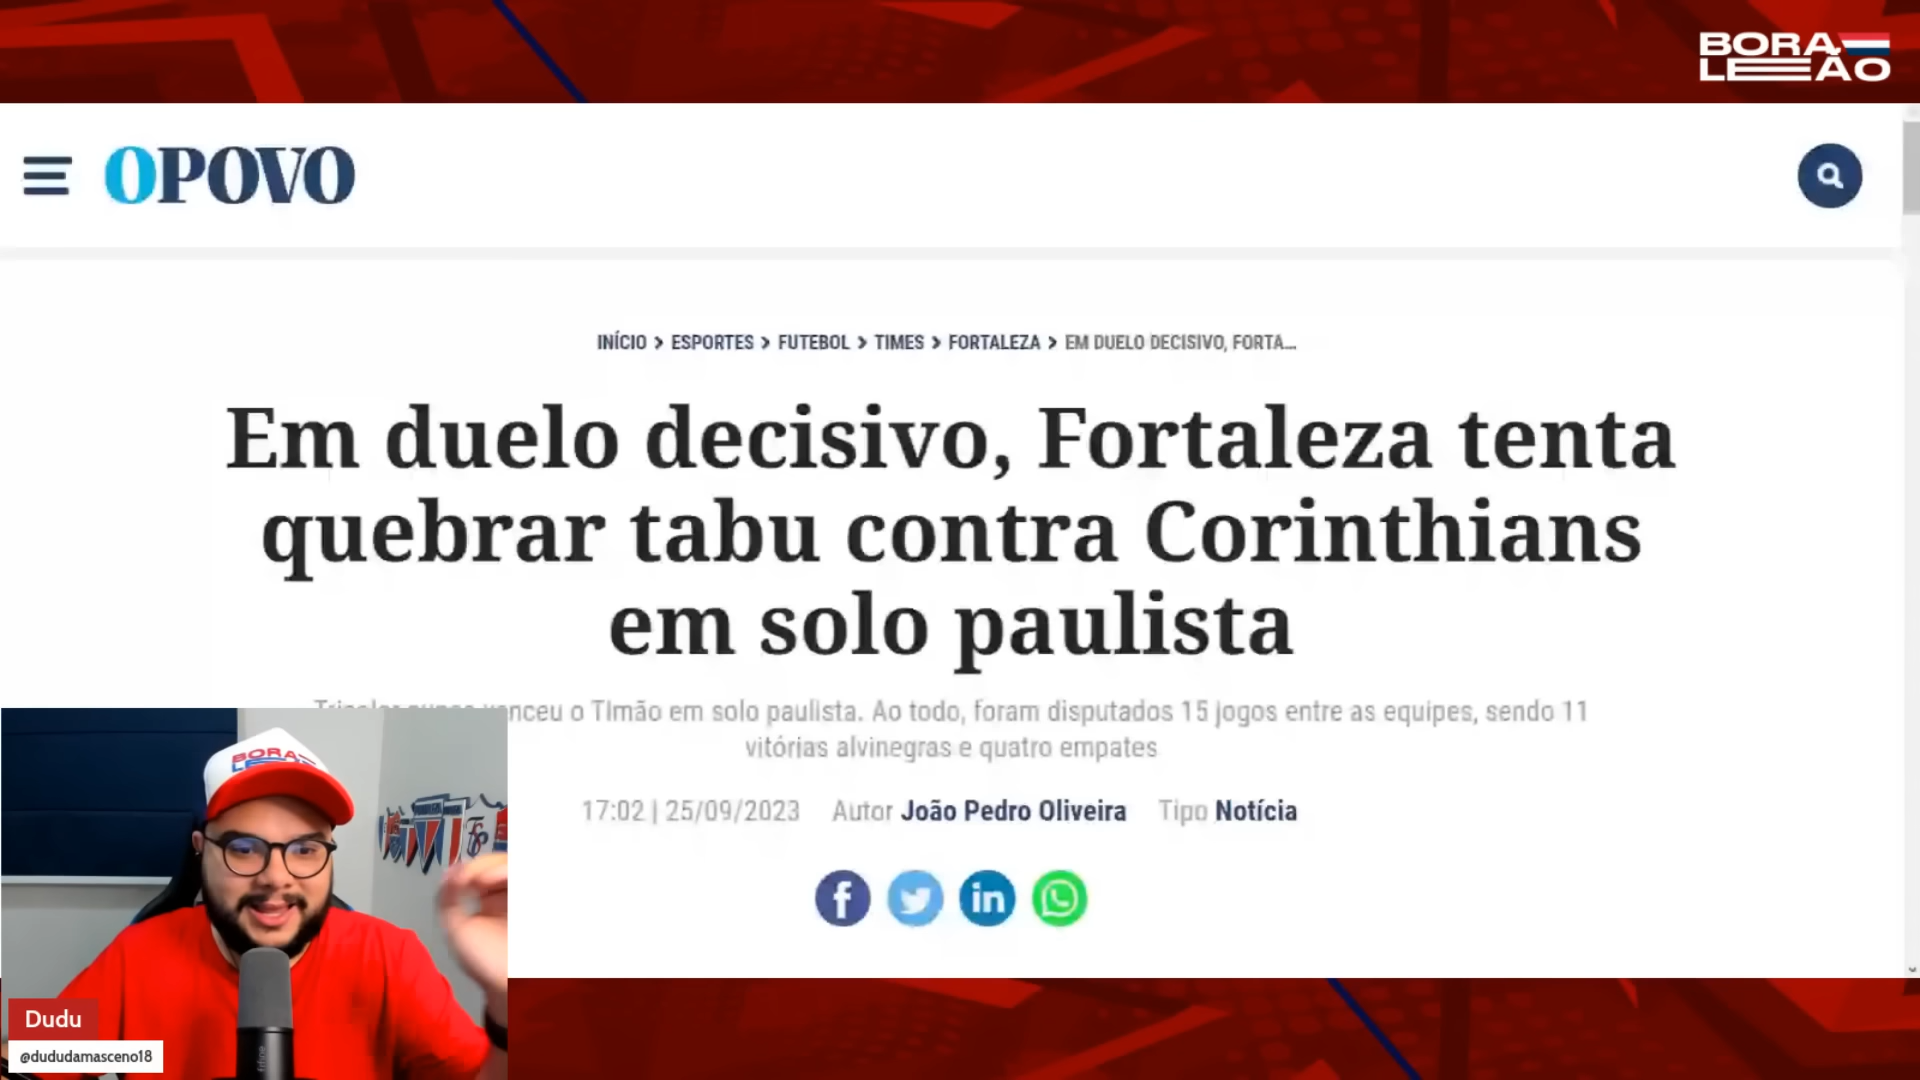 BORA
LEÃO
OPOVO
INÍCIO > ESPORTES > FUTEBOL > TIMES > FORTALEZA > EM DUELO DECISIVO, FORTA...
Em duelo decisivo, Fortaleza tenta
quebrar tabu contra Corinthians
em solo paulista
venceu o Timão em solo paulista. Ao todo, foram disputados 15 jogos entre as equipes, sendo 11
vitórias alvinegras e quatro empates
17:02 | 25/09/2023 Autor João Pedro Oliveira Tipo Notícia
BORA
Dudu
@dududamasceno18